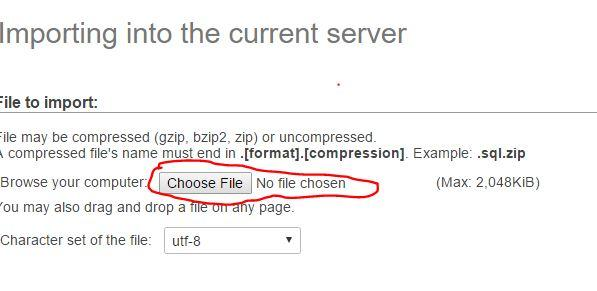 Importing into the current server
File to import:
File may be compressed (gzip, bzip2, zip) or uncompressed.
A compressed file's name must end in .[format].[compression]. Example: .sql.zip
Browse your computer: Choose File No file chosen (Max: 2,048KiB)
You may also drag and drop a file on any page.
Character set of the file: utf-8